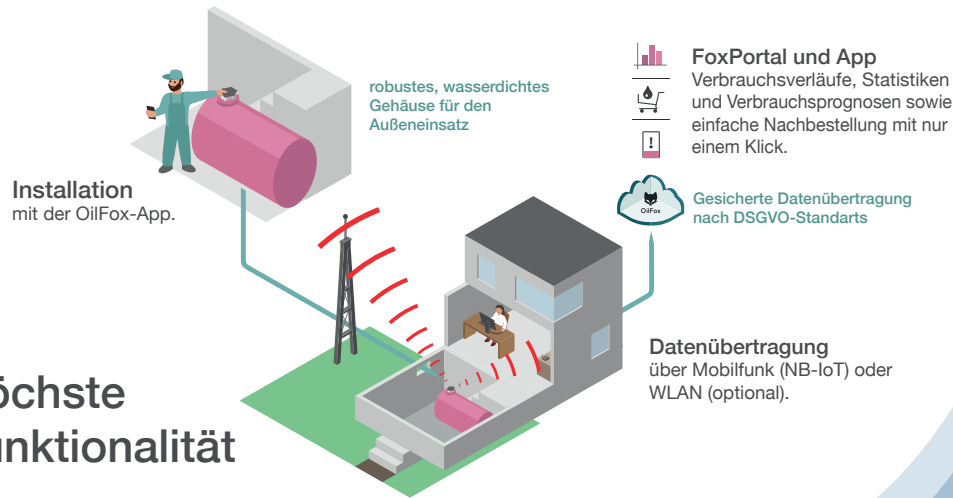 robustes, wasserdichtes
Gehäuse für den
Außeneinsatz
FoxPortal und App
Verbrauchsverläufe, Statistiken
und Verbrauchsprognosen sowie
einfache Nachbestellung mit nur
einem Klick.
Installation
mit der OilFox-App.
OilFox
Gesicherte Datenübertragung
nach DSGVO-Standarts
Datenübertragung
über Mobilfunk (NB-IoT) oder
WLAN (optional).
öchste
unktionalität